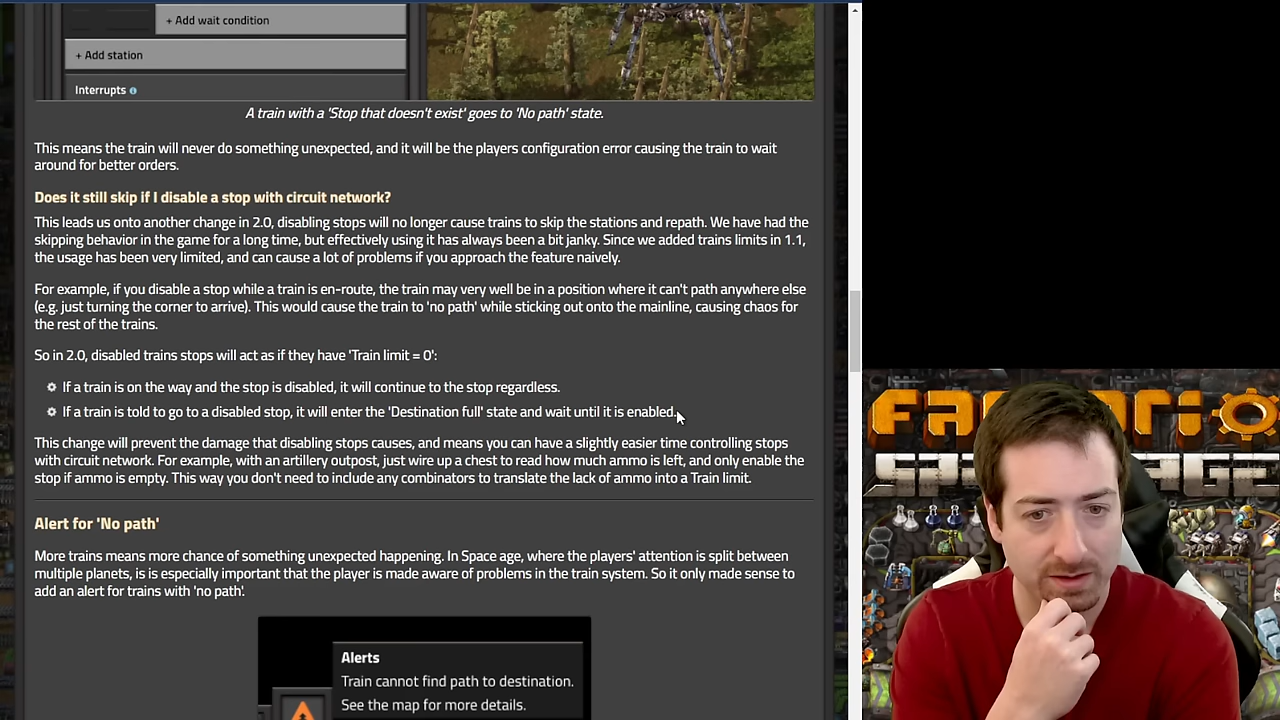 + Add wait condition
+ Add station
Interrupts
A train with a 'Stop that doesn't exist' goes to 'No path' state.
This means the train will never do something unexpected, and it will be the players configuration error causing the train to wait
around for better orders.
Does it still skip if I disable a stop with circuit network?
This leads us onto another change in 2.0, disabling stops will no longer cause trains to skip the stations and repath. We have had the
skipping behavior in the game for a long time, but effectively using it has always been a bit janky. Since we added trains limits in 1.1,
the usage has been very limited, and can cause a lot of problems if you approach the feature naively.
For example, if you disable a stop while a train is en-route, the train may very well be in a position where it can't path anywhere else
(e.g. just turning the corner to arrive). This would cause the train to 'no path' while sticking out onto the mainline, causing chaos for
the rest of the trains.
So in 2.0, disabled trains stops will act as if they have 'Train limit = 0':
If a train is on the way and the stop is disabled, it will continue to the stop regardless.
If a train is told to go to a disabled stop, it will enter the 'Destination full' state and wait until it is enabled.
This change will prevent the damage that disabling stops causes, and means you can have a slightly easier time controlling stops
with circuit network. For example, with an artillery outpost, just wire up a chest to read how much ammo is left, and only enable the
stop if ammo is empty. This way you don't need to include any combinators to translate the lack of ammo into a Train limit.
Alert for 'No path'
More trains means more chance of something unexpected happening. In Space age, where the players' attention is split between
multiple planets, is is especially important that the player is made aware of problems in the train system. So it only made sense to
add an alert for trains with 'no path'.
Alerts
Train cannot find path to destination.
See the map for more details.